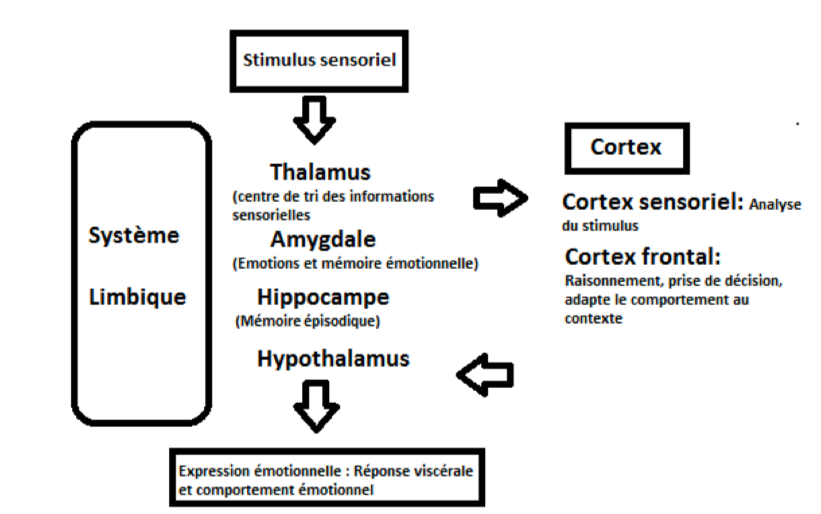 Stimulus sensoriel
Système
Limbique
Thalamus
(centre de tri des informations
sensorielles
Amygdale
(Emotions et mémoire émotionnelle)
Hippocampe
(Mémoire épisodique)
Hypothalamus
Cortex
Cortex sensoriel: Analyse
du stimulus
Cortex frontal:
Raisonnement, prise de décision,
adapte le comportement au
contexte
Expression émotionnelle : Réponse viscérale
et comportement émotionnel